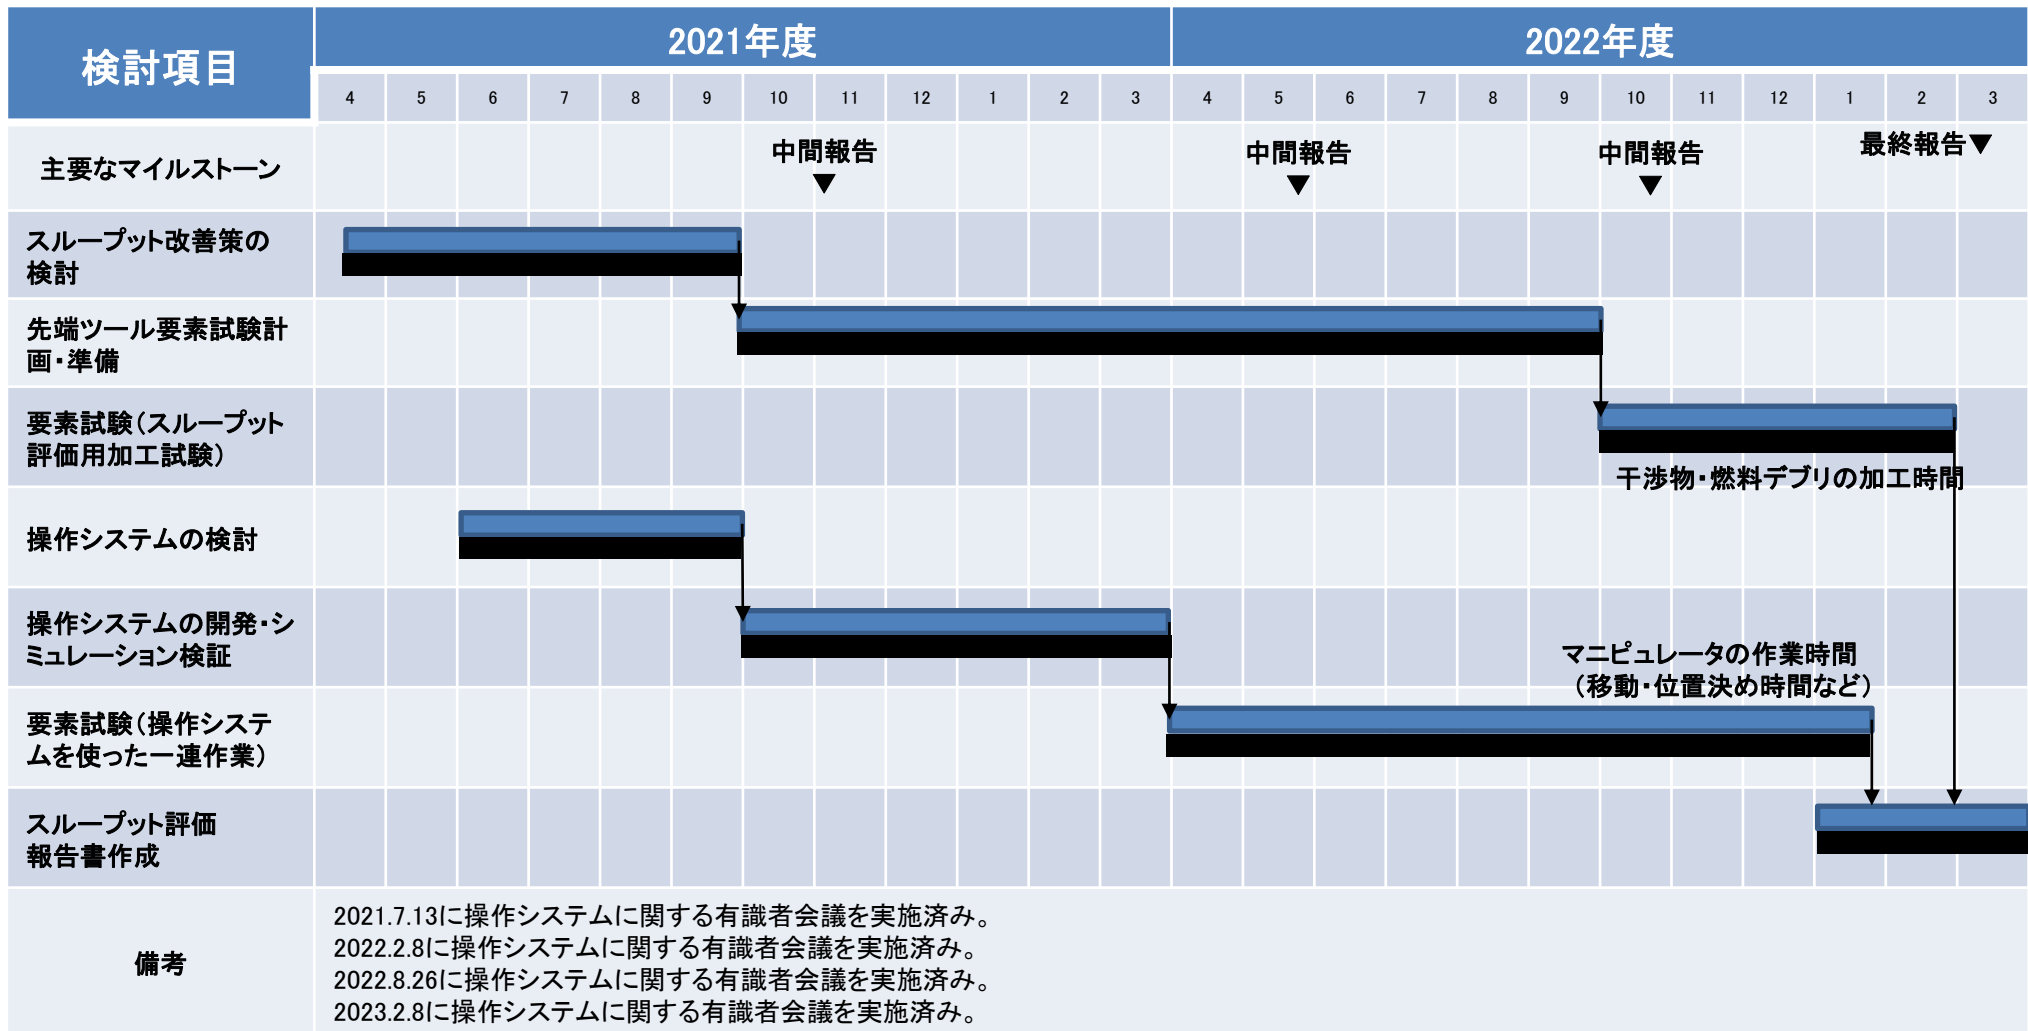 検討項目
2021年度
2022年度
4 5 6 7 8 9 10 11 12 1 2 3 4 5 6 7 8 9 10 11 12 1 2 3
主要なマイルストーン
中間報告
▼
中間報告
▼
中間報告
▼
最終報告▼
スループット改善策の
検討
先端ツール要素試験計
画・準備
要素試験（スループット
評価用加工試験）
干渉物・燃料デブリの加工時間
操作システムの検討
操作システムの開発・シ
ミュレーション検証
マニピュレータの作業時間
（移動・位置決め時間など）
要素試験（操作システ
ムを使った一連作業）
スループット評価
報告書作成
備考
2021.7.13に操作システムに関する有識者会議を実施済み。
2022.2.8に操作システムに関する有識者会議を実施済み。
2022.8.26に操作システムに関する有識者会議を実施済み。
2023.2.8に操作システムに関する有識者会議を実施済み。